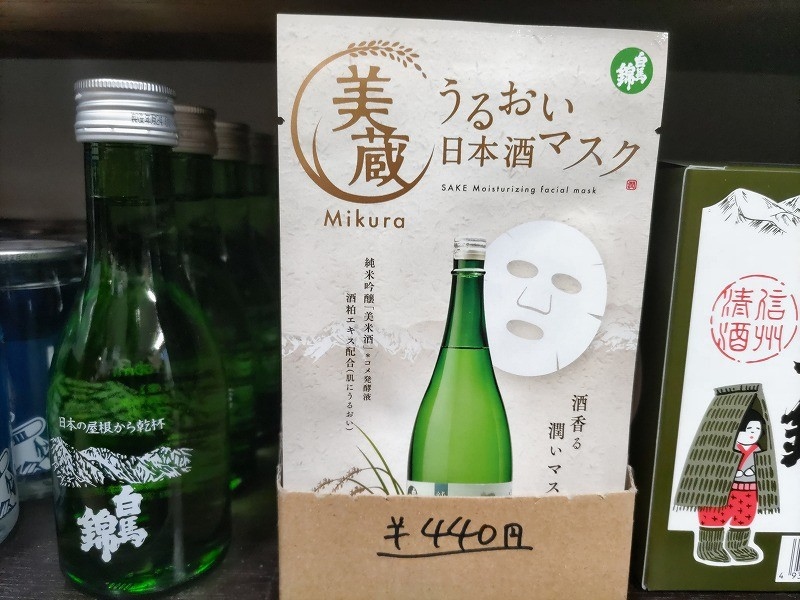 白馬錦
美蔵
Mikura
うるおい
日本酒マスク
SAKE Moisturizing facial mask
純米吟醸「美米酒」*コメ発酵液
酒粕エキス配合(肌にうるおい)
酒香る
潤いマス
¥440円
日本の屋根から乾杯
白馬錦
信州
清酒
4 93